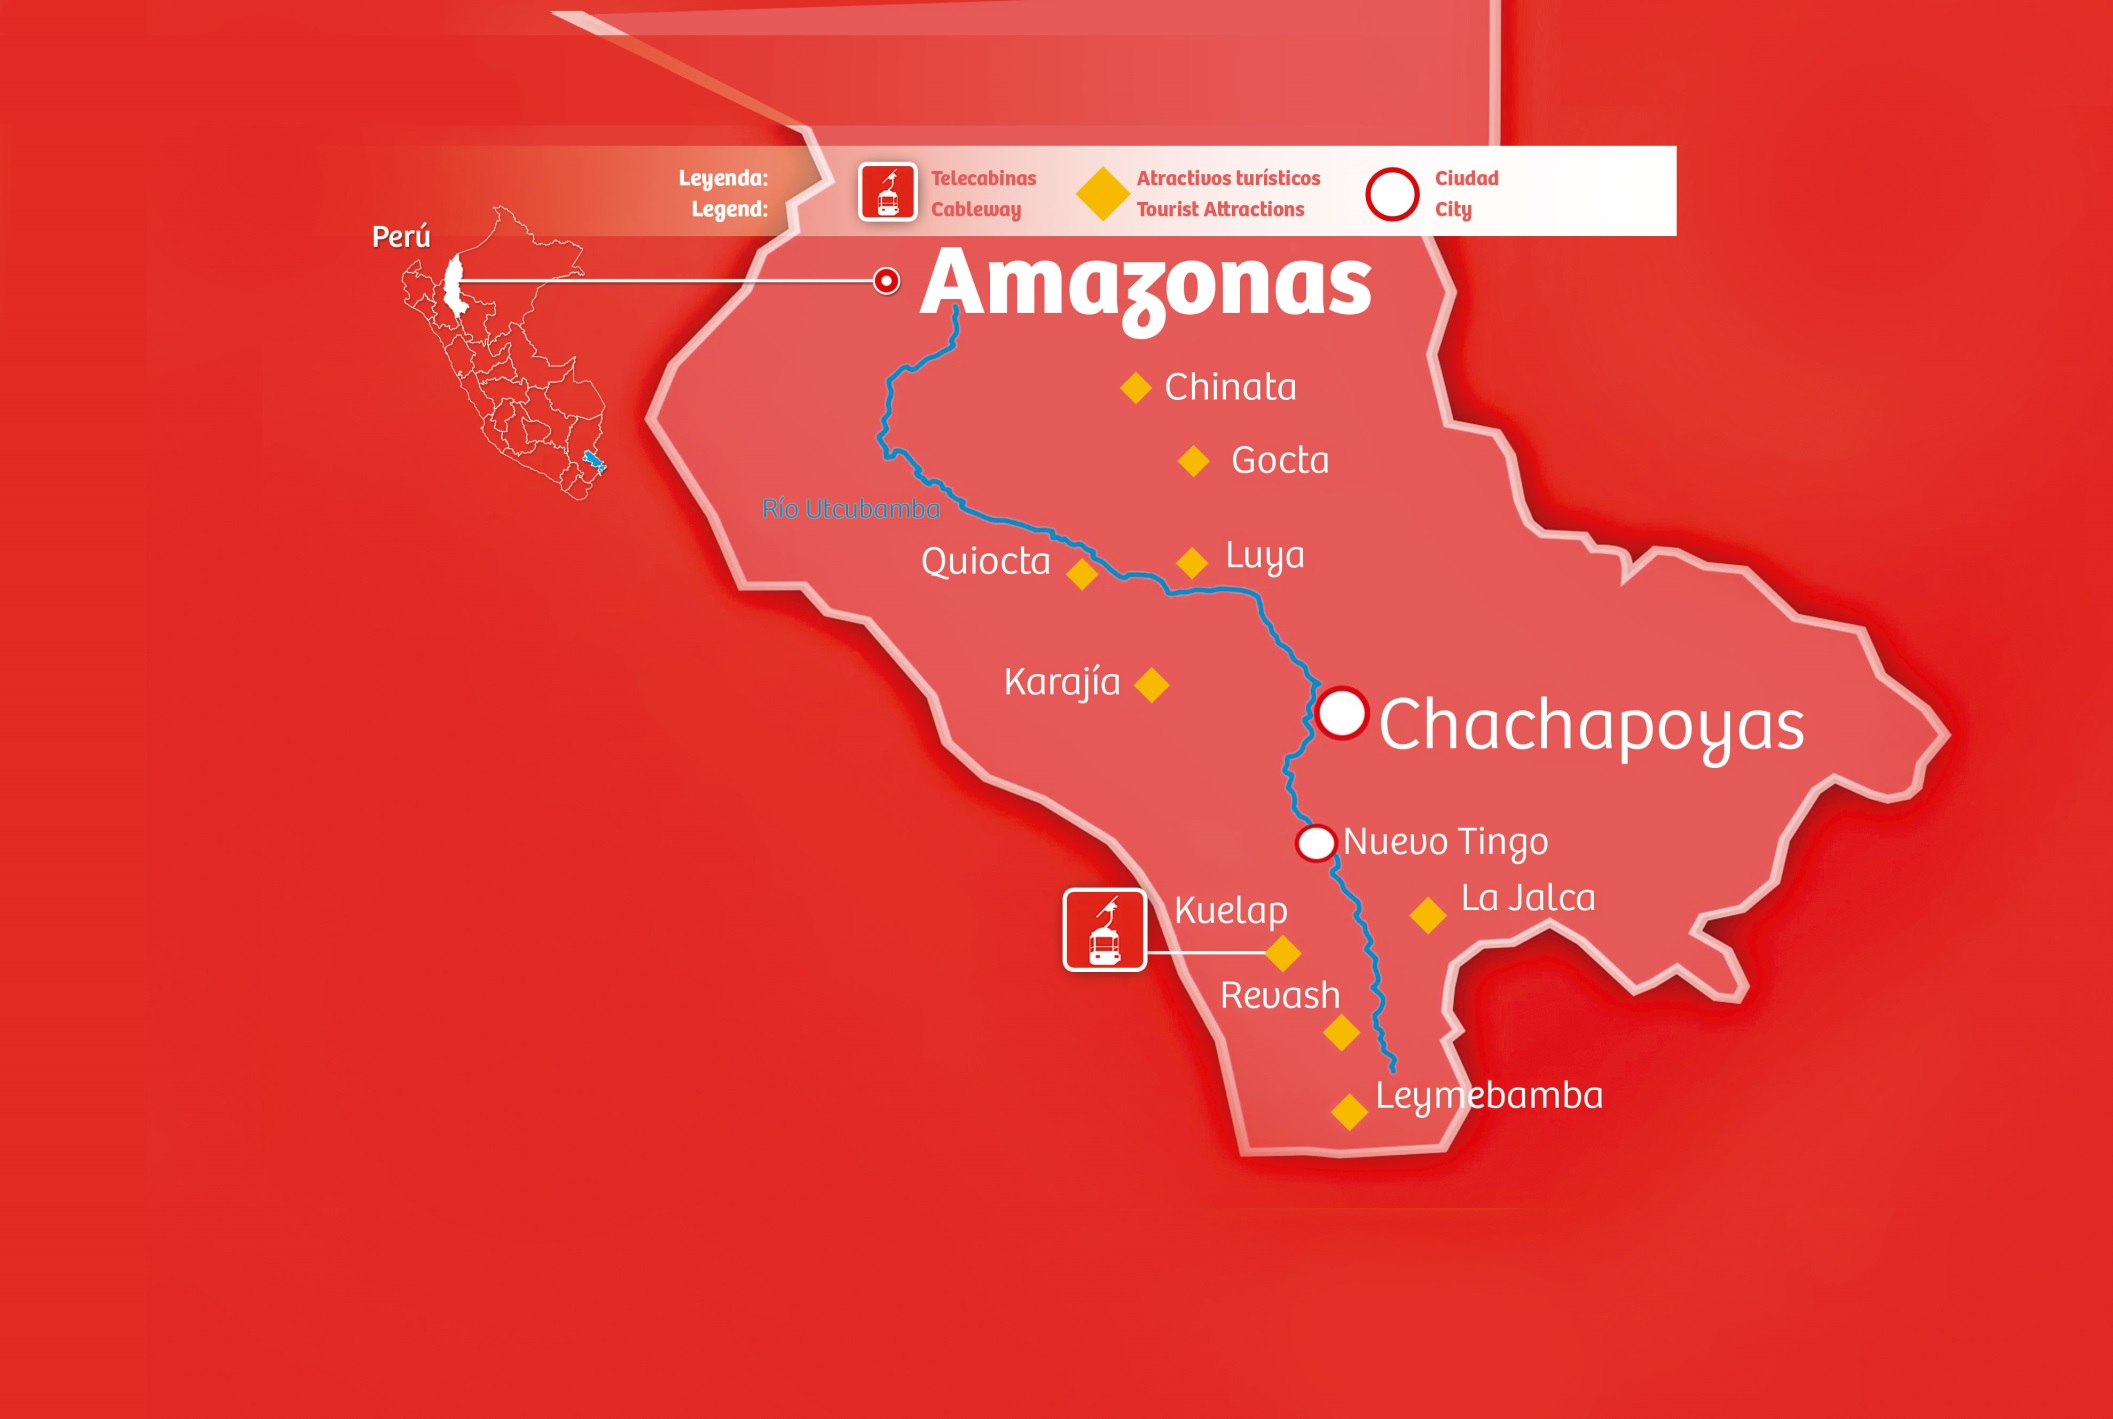 Leyenda:
Legend:
Telecabinas
Cableway
Atractivos turísticos
Tourist Attractions
Ciudad
City
Perú
Amazonas
Chinata
Gocta
Río Utcubamba
Quiocta
Luya
Karajía
Chachapoyas
Nuevo Tingo
La Jalca
Kuelap
Revash
Leymebamba